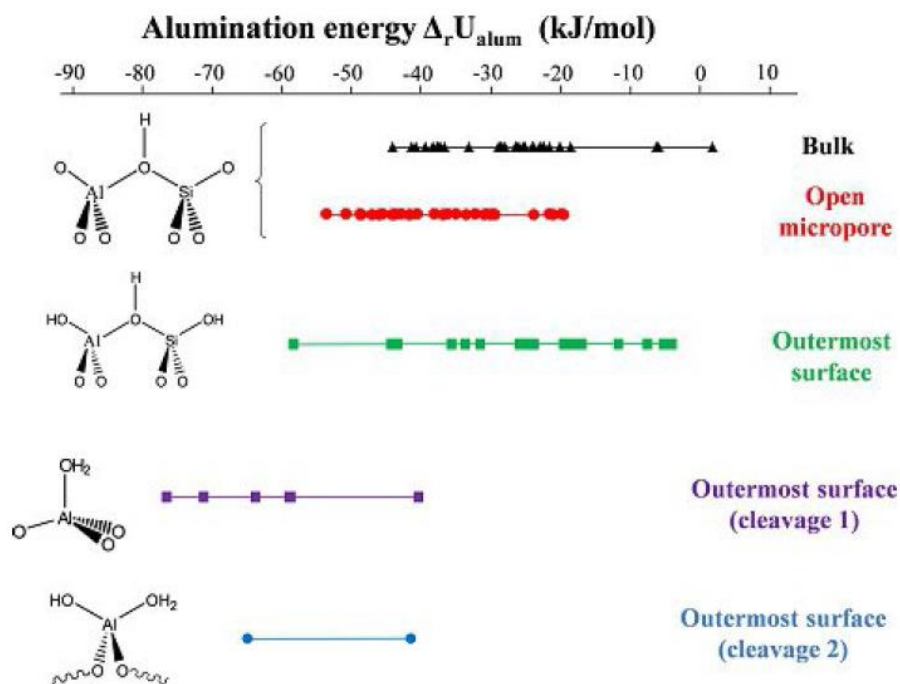 Alumination energy ΔrUalum (kJ/mol)
-90 -80 -70 -60 -50 -40 -30 -20 -10 0 10
H
O O O
Al Si
O O O O
Bulk
Open
micropore
H
HO O OH
Al Si
O O O O
Outermost
surface
OH2
Al
O O
O
Outermost surface
(cleavage 1)
HO OH2
Al
O O
Outermost surface
(cleavage 2)